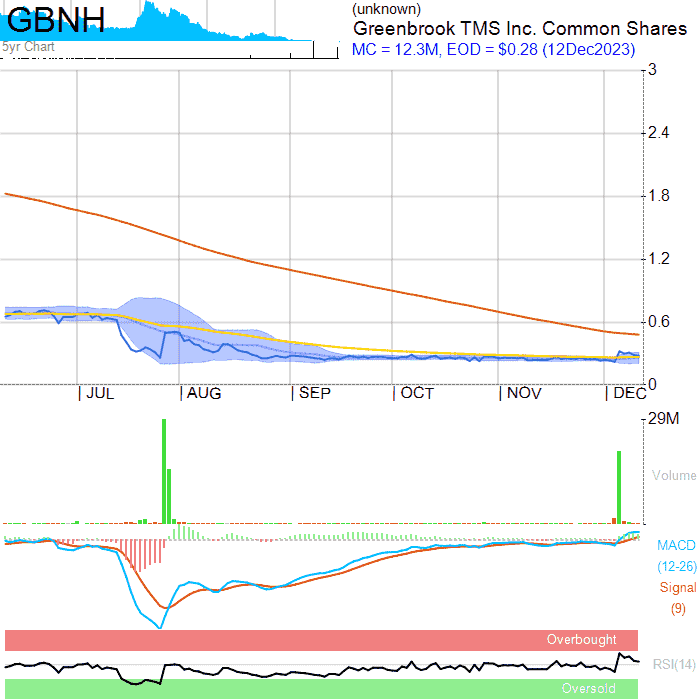 GBNH
5yr Chart
(unknown)
Greenbrook TMS Inc. Common Shares
MC = 12.3M, EOD = $0.28 (12Dec2023)
3
2.4
1.8
1.2
0.6
0
JUL
AUG
SEP
OCT
NOV
DEC
29M
Volume
MACD
(12-26)
Signal
(9)
Overbought
RSI(14)
Oversold